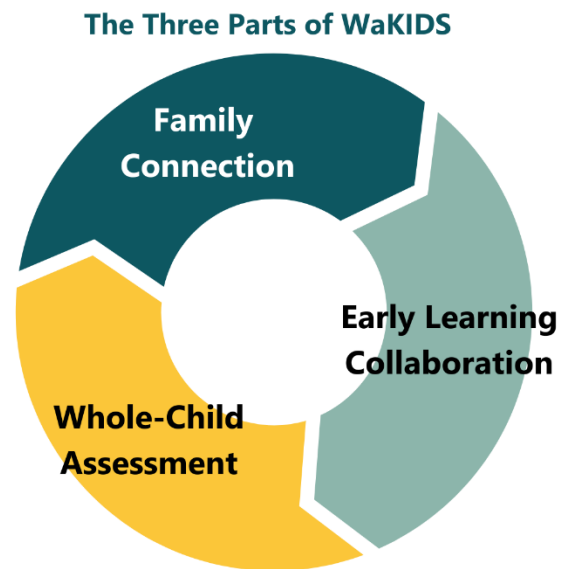 The Three Parts of WaKIDS
Family
Connection
Early Learning
Collaboration
Whole-Child
Assessment